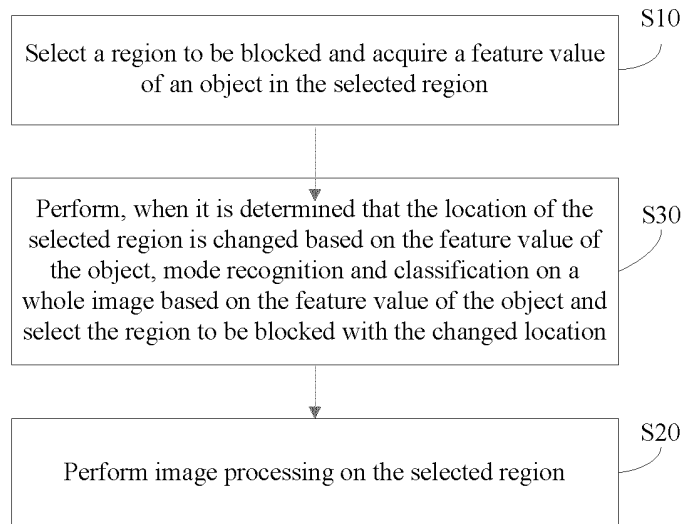 S10
Select a region to be blocked and acquire a feature value
of an object in the selected region
S30
Perform, when it is determined that the location of the
selected region is changed based on the feature value of
the object, mode recognition and classification on a
whole image based on the feature value of the object and
select the region to be blocked with the changed location
S20
Perform image processing on the selected region